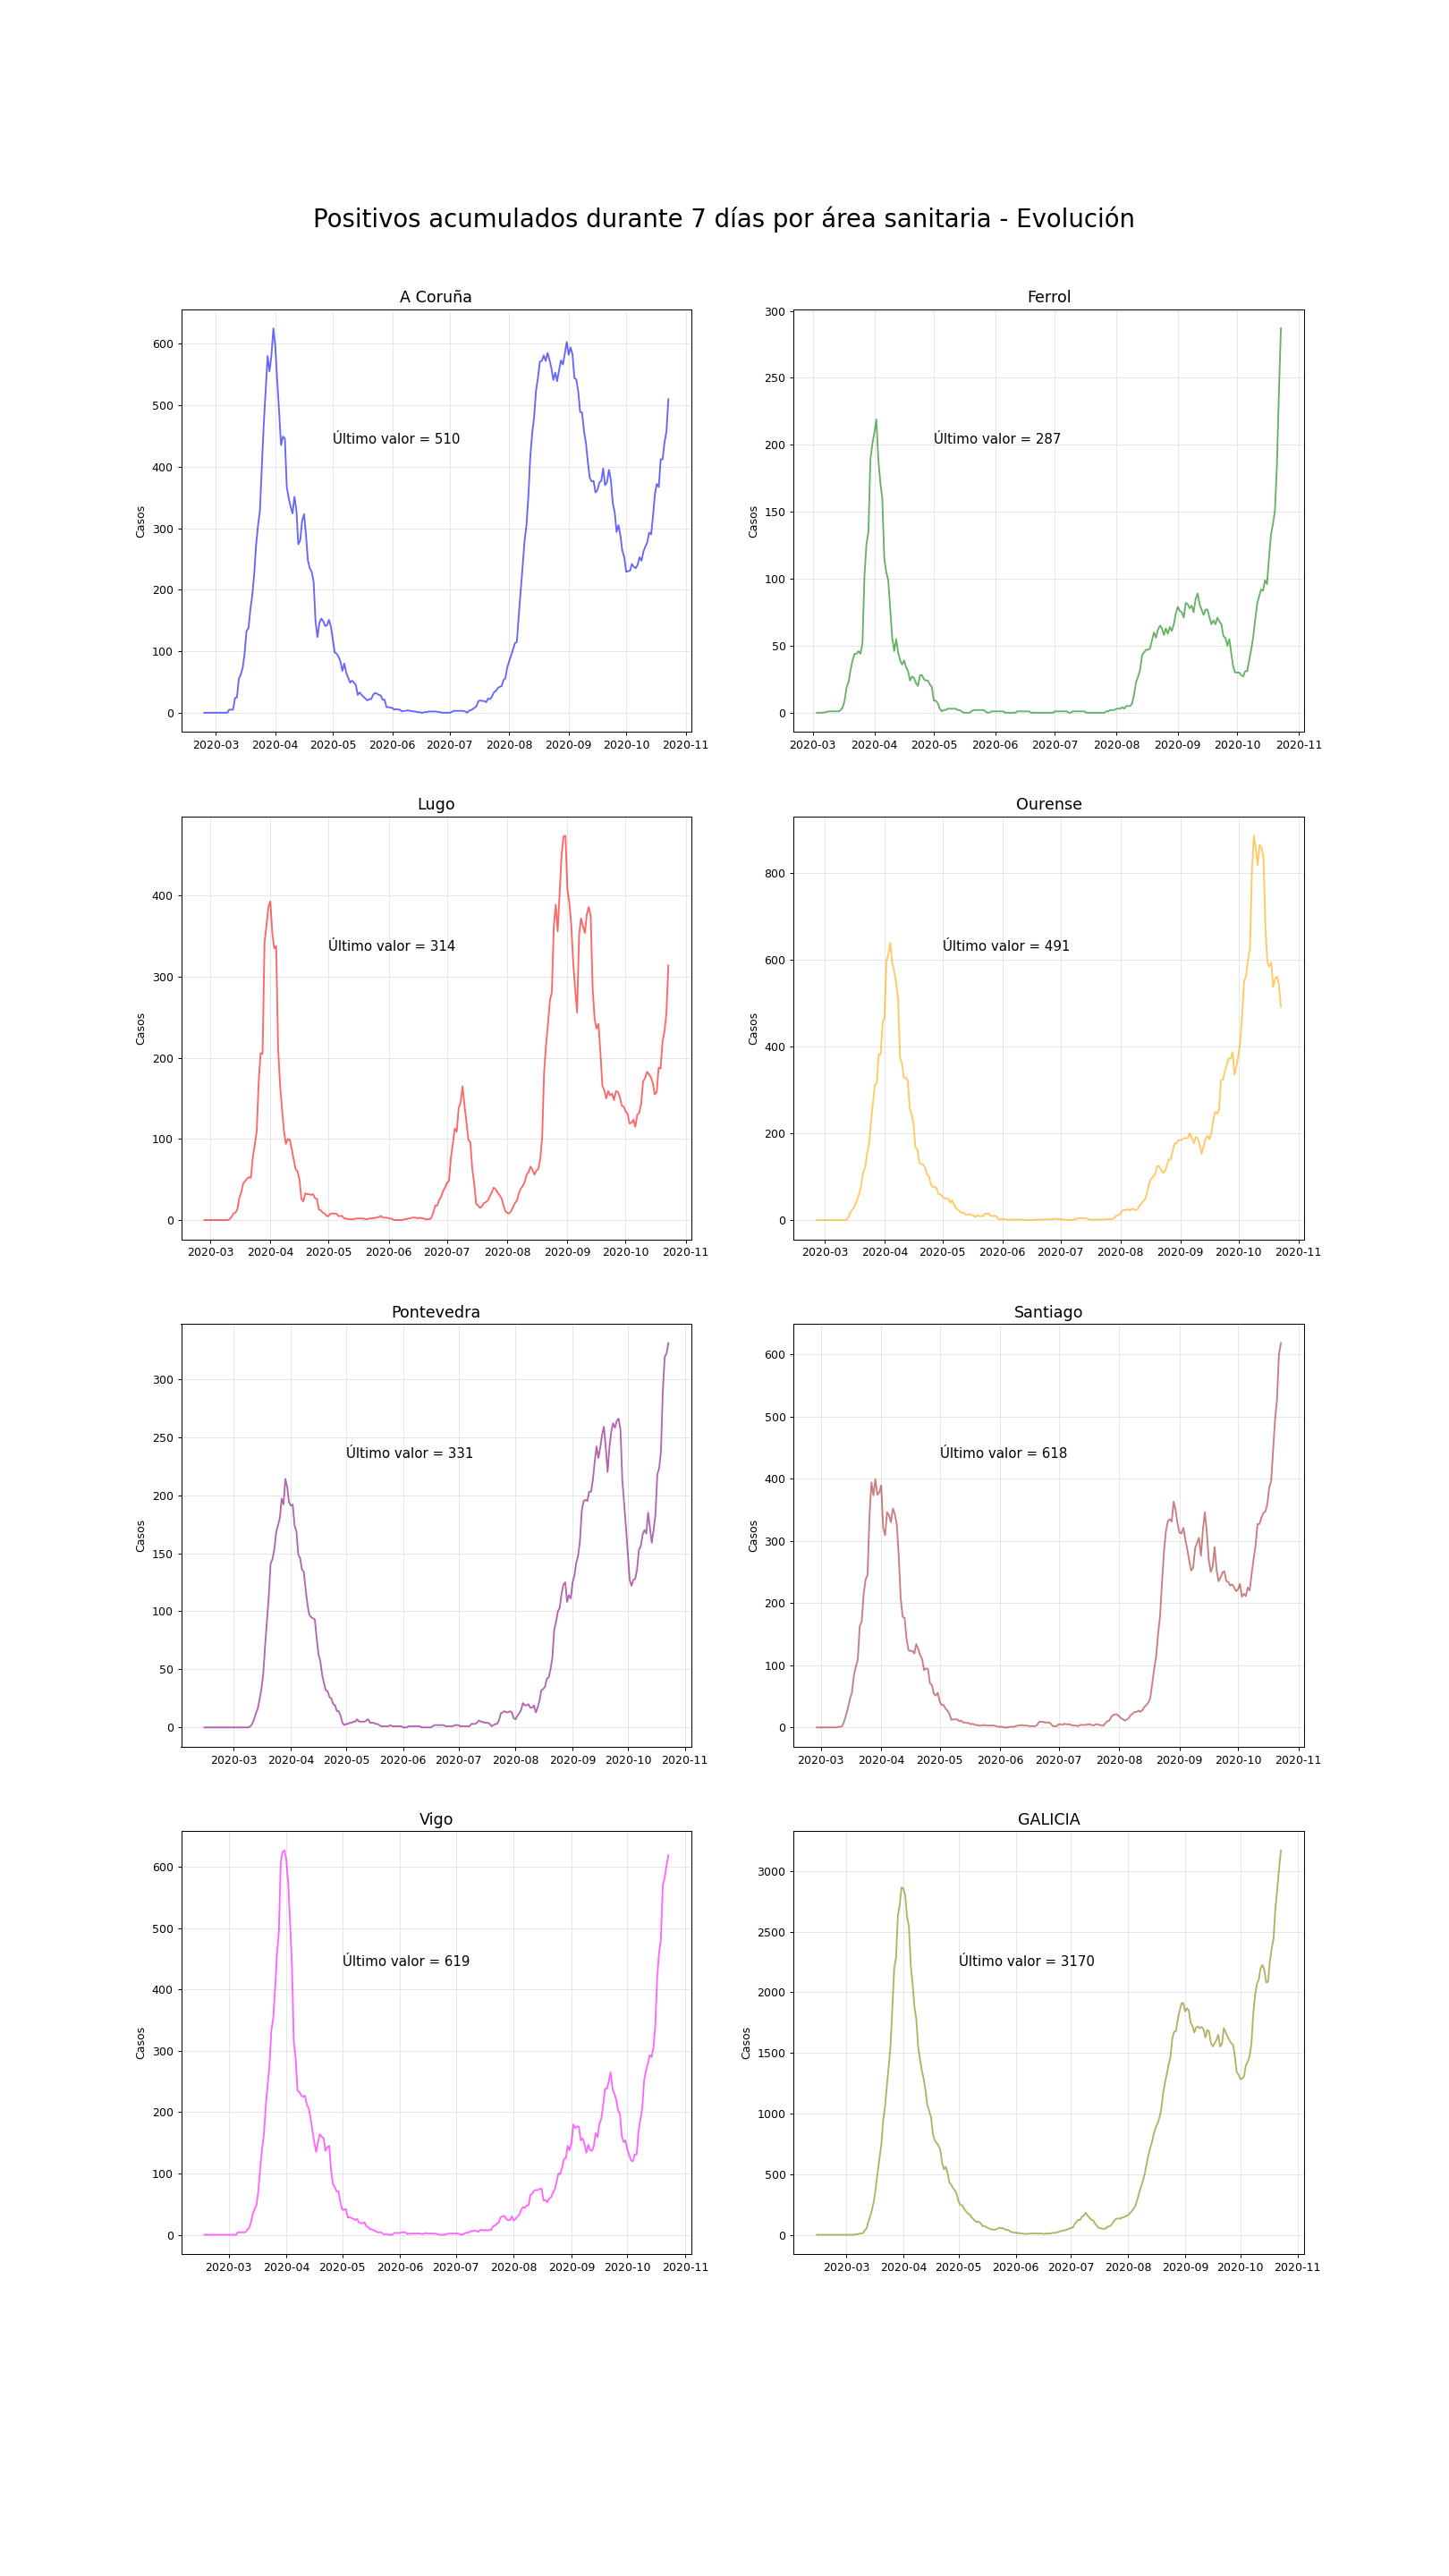 Positivos acumulados durante 7 días por área sanitaria - Evolución
A Coruña
Casos
600
500
400
300
200
100
0
Último valor = 510
2020-03 2020-04 2020-05 2020-06 2020-07 2020-08 2020-09 2020-10 2020-11
Ferrol
Casos
300
250
200
150
100
50
0
Último valor = 287
2020-03 2020-04 2020-05 2020-06 2020-07 2020-08 2020-09 2020-10 2020-11
Lugo
Casos
400
300
200
100
0
Último valor = 314
2020-03 2020-04 2020-05 2020-06 2020-07 2020-08 2020-09 2020-10 2020-11
Ourense
Casos
800
600
400
200
0
Último valor = 491
2020-03 2020-04 2020-05 2020-06 2020-07 2020-08 2020-09 2020-10 2020-11
Pontevedra
Casos
300
250
200
150
100
50
0
Último valor = 331
2020-03 2020-04 2020-05 2020-06 2020-07 2020-08 2020-09 2020-10 2020-11
Santiago
Casos
600
500
400
300
200
100
0
Último valor = 618
2020-03 2020-04 2020-05 2020-06 2020-07 2020-08 2020-09 2020-10 2020-11
Vigo
Casos
600
500
400
300
200
100
0
Último valor = 619
2020-03 2020-04 2020-05 2020-06 2020-07 2020-08 2020-09 2020-10 2020-11
GALICIA
Casos
3000
2500
2000
1500
1000
500
0
Último valor = 3170
2020-03 2020-04 2020-05 2020-06 2020-07 2020-08 2020-09 2020-10 2020-11